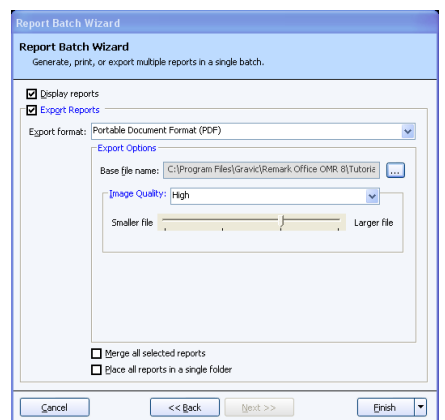 Report Batch Wizard
Report Batch Wizard
Generate, print, or export multiple reports in a single batch.
Display reports
Export Reports
Export format: Portable Document Format (PDF)
Export Options
Base file name: C:\Program Files\Gravic\Remark Office OMR 8\Tutoria ...
Image Quality: High
Smaller file Larger file
Merge all selected reports
Place all reports in a single folder
Cancel << Back Next >> Finish